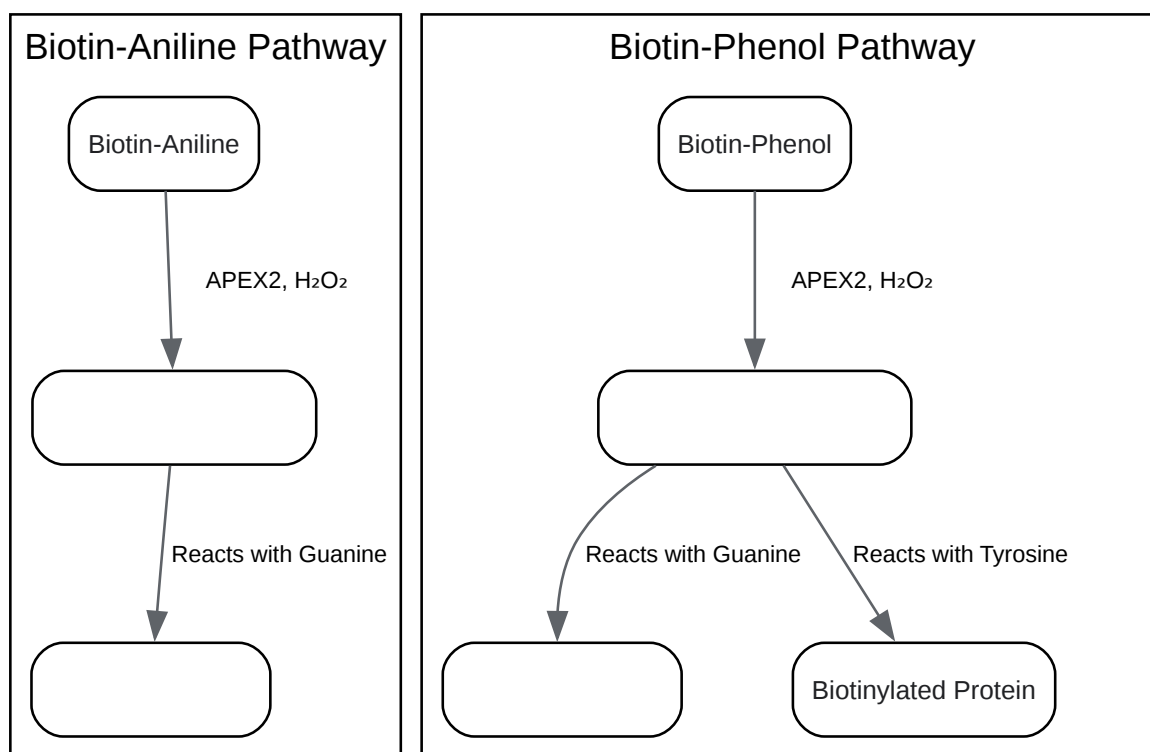 Biotin-Aniline Pathway
Biotin-Aniline
APEX2, H₂O₂
Reacts with Guanine
Biotin-Phenol Pathway
Biotin-Phenol
APEX2, H₂O₂
Reacts with Guanine
Reacts with Tyrosine
Biotinylated Protein